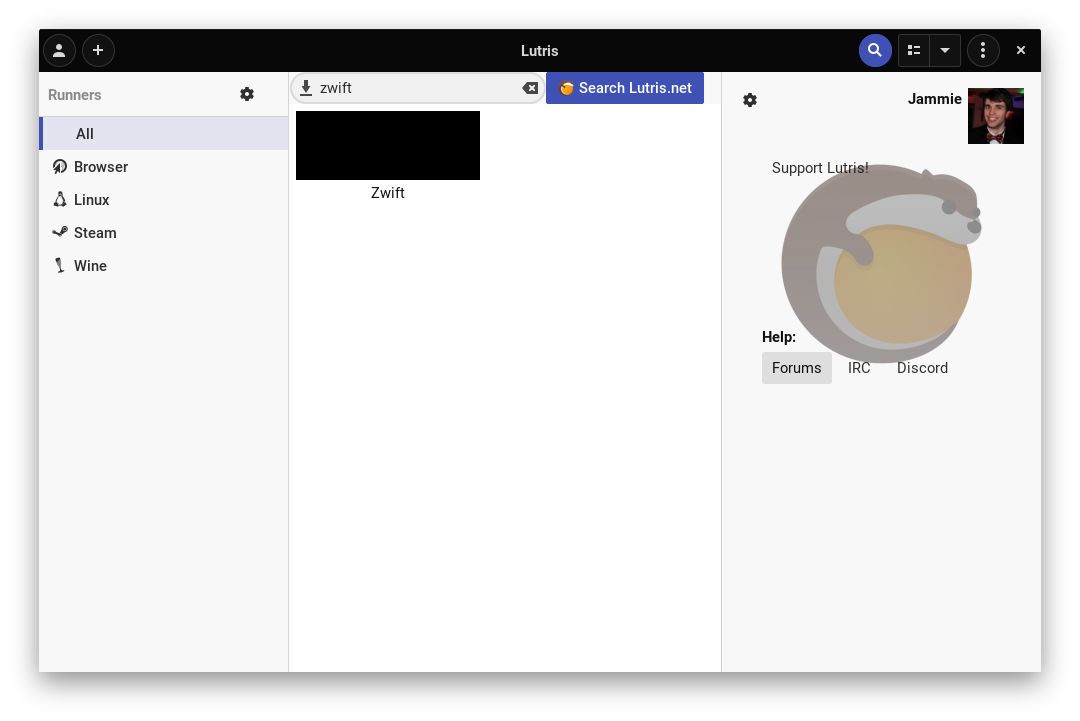 Lutris
Runners
All
Browser
Linux
Steam
Wine
zwift
Search Lutris.net
Zwift
Jammie
Support Lutris!
Help:
Forums IRC Discord